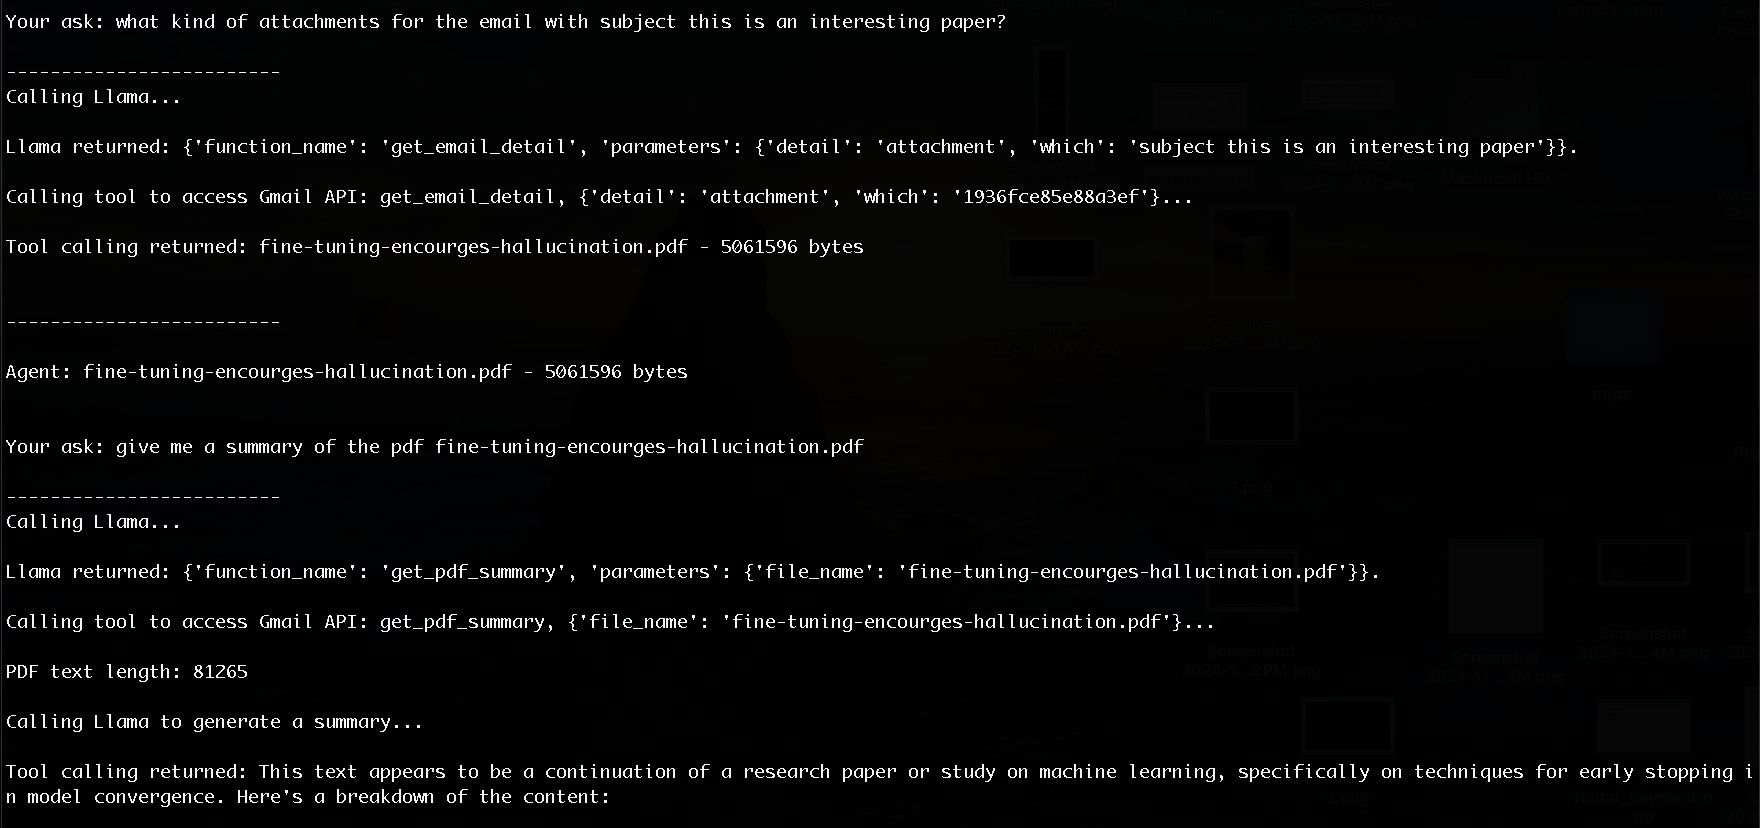 Your ask: what kind of attachments for the email with subject this is an interesting paper?
-------------------------
Calling Llama...
Llama returned: {'function_name': 'get_email_detail', 'parameters': {'detail': 'attachment', 'which': 'subject this is an interesting paper'}}.
Calling tool to access Gmail API: get_email_detail, {'detail': 'attachment', 'which': '1936fce85e88a3ef'}...
Tool calling returned: fine-tuning-encourges-hallucination.pdf - 5061596 bytes
-------------------------
Agent: fine-tuning-encourges-hallucination.pdf - 5061596 bytes
Your ask: give me a summary of the pdf fine-tuning-encourges-hallucination.pdf
-------------------------
Calling Llama...
Llama returned: {'function_name': 'get_pdf_summary', 'parameters': {'file_name': 'fine-tuning-encourges-hallucination.pdf'}}.
Calling tool to access Gmail API: get_pdf_summary, {'file_name': 'fine-tuning-encourges-hallucination.pdf'}...
PDF text length: 81265
Calling Llama to generate a summary...
Tool calling returned: This text appears to be a continuation of a research paper or study on machine learning, specifically on techniques for early stopping i
n model convergence. Here's a breakdown of the content: